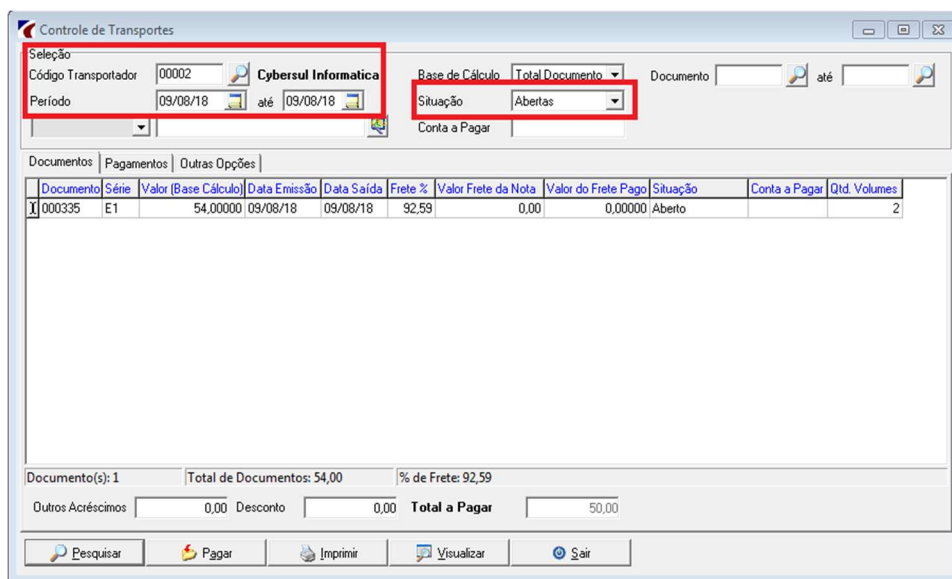 Controle de Transportes
Seleção
Código Transportador 00002 Cybersul Informatica Base de Cálculo Total Documento Documento até
Período 09/08/18 até 09/08/18 Situação Abertas
Conta a Pagar
Documentos Pagamentos Outras Opções
Documento Série Valor (Base Cálculo) Data Emissão Data Saída Frete % Valor Frete da Nota Valor do Frete Pago Situação Conta a Pagar Qtd. Volumes
000335 E1 54,00000 09/08/18 09/08/18 92,59 0,00 0,00000 Aberto 2
Documento(s): 1 Total de Documentos: 54,00 % de Frete: 92,59
Outros Acréscimos 0,00 Desconto 0,00 Total a Pagar 50,00
Pesquisar Pagar Imprimir Visualizar Sair